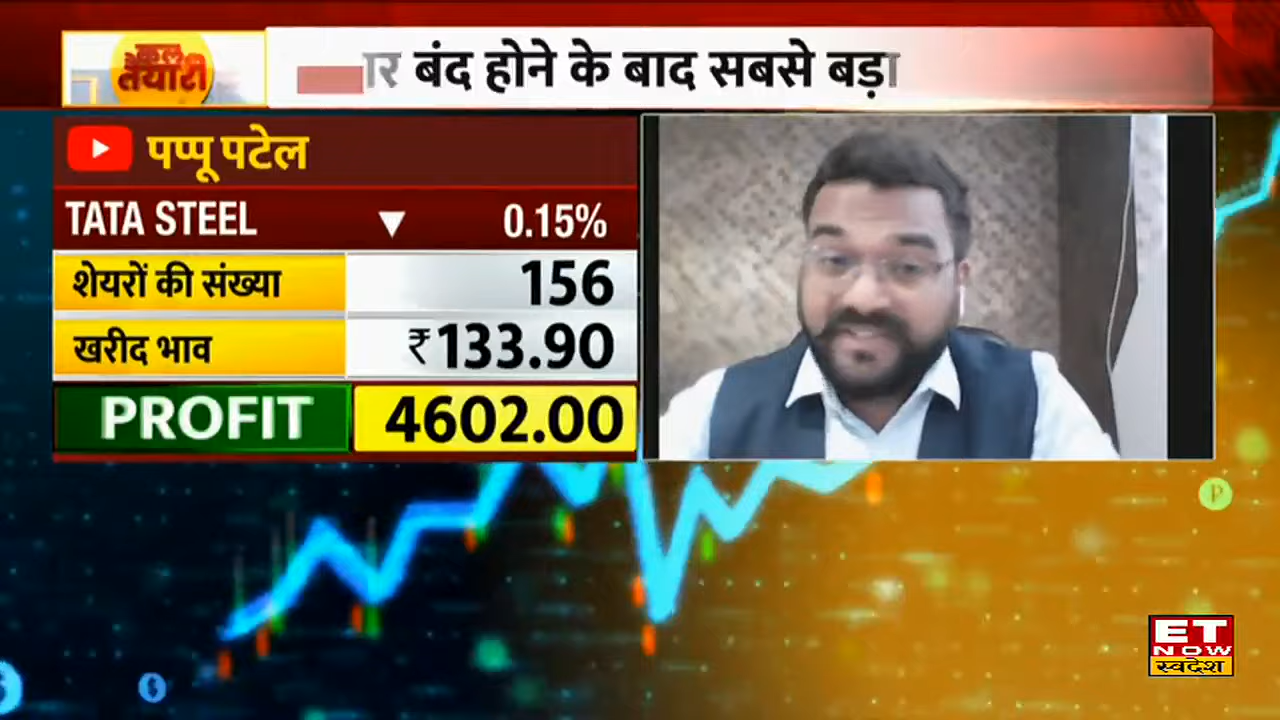 कल की तैयारी
बंद होने के बाद सबसे बड़ा
पप्पू पटेल
TATA STEEL ▼ 0.15%
शेयरों की संख्या 156
खरीद भाव ₹133.90
PROFIT 4602.00
ET
NOW
स्वदेश